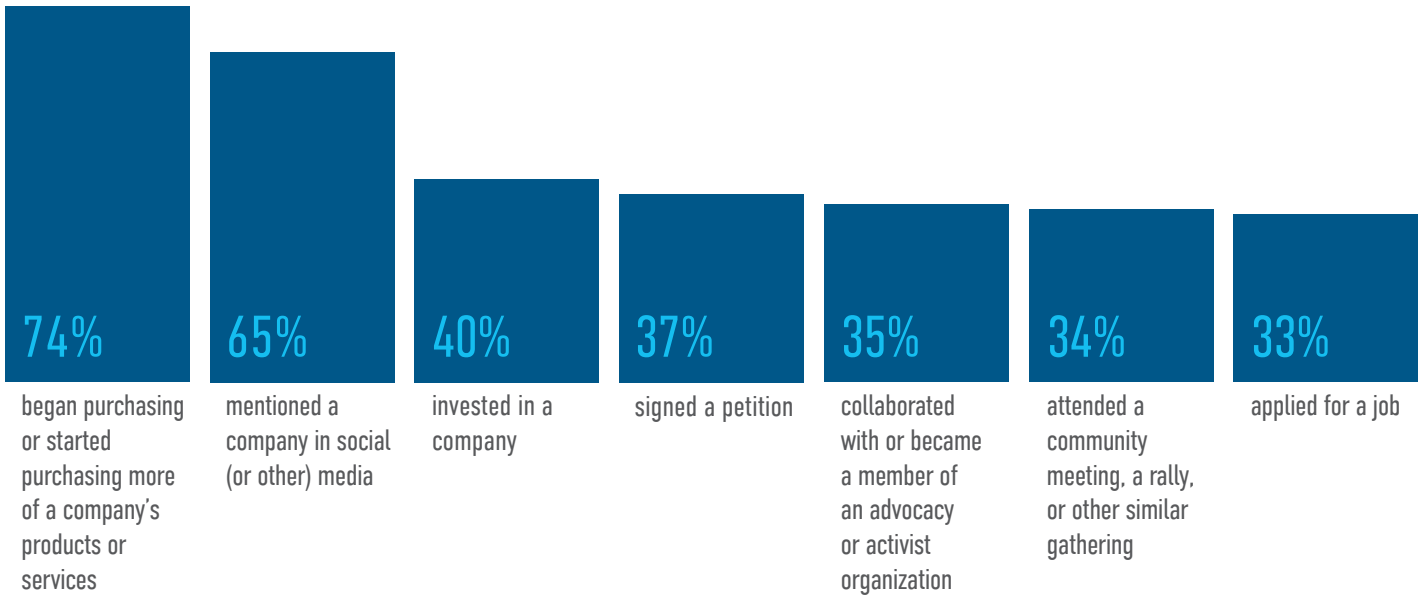 74%
began purchasing
or started
purchasing more
of a company’s
products or
services
65%
mentioned a
company in social
(or other) media
40%
invested in a
company
37%
signed a petition
35%
collaborated
with or became
a member of
an advocacy
or activist
organization
34%
attended a
community
meeting, a rally,
or other similar
gathering
33%
applied for a job